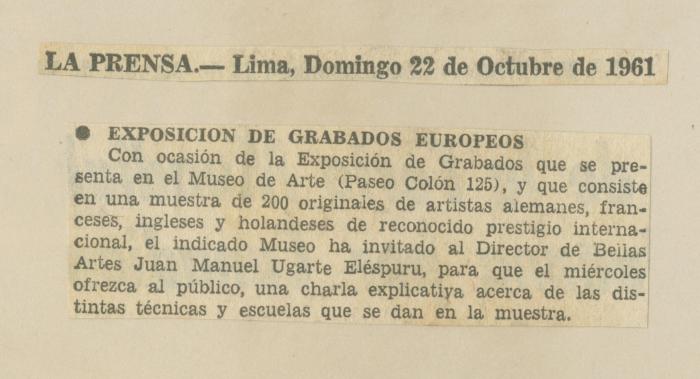 LA PRENSA.— Lima, Domingo 22 de Octubre de 1961
● EXPOSICION DE GRABADOS EUROPEOS
Con ocasión de la Exposición de Grabados que se pre-
senta en el Museo de Arte (Paseo Colón 125), y que consiste
en una muestra de 200 originales de artistas alemanes, fran-
ceses, ingleses y holandeses de reconocido prestigio interna-
cional, el indicado Museo ha invitado al Director de Bellas
Artes Juan Manuel Ugarte Eléspuru, para que el miércoles
ofrezca al público, una charla explicatiya acerca de las dis-
tintas técnicas y escuelas que se dan en la muestra.